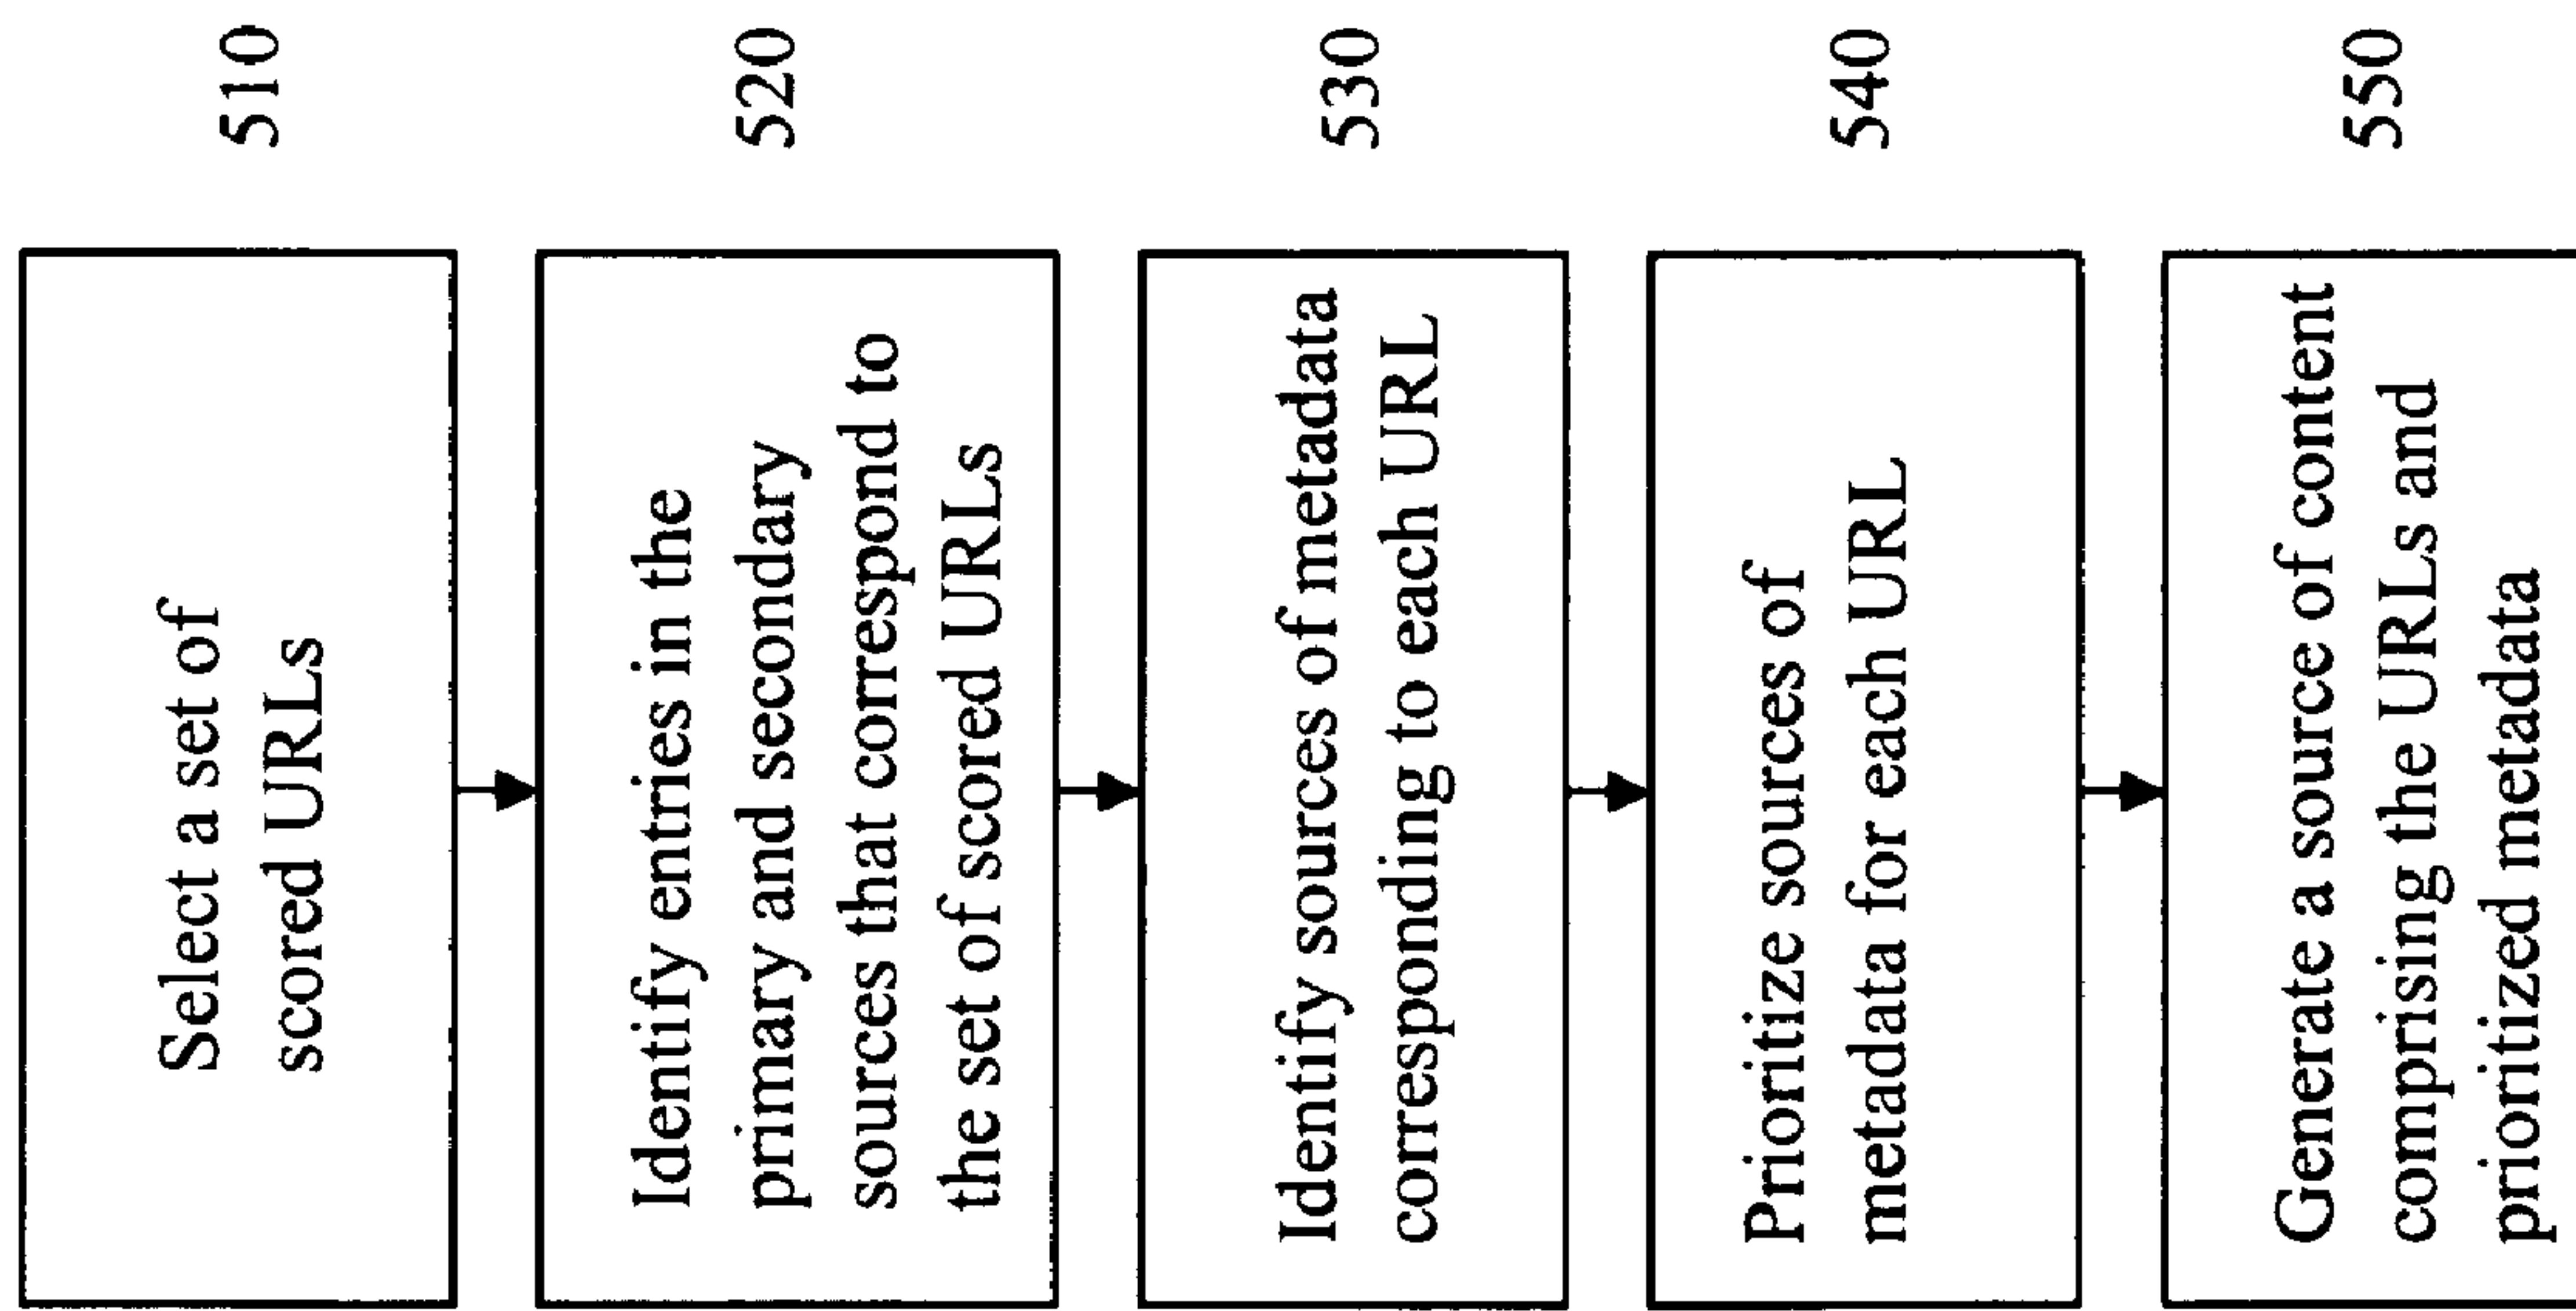 Select a set of
scored URLs
510
Identify entries in the
primary and secondary
sources that correspond to
the set of scored URLs
520
Identify sources of metadata
corresponding to each URL
530
Prioritize sources of
metadata for each URL
540
Generate a source of content
comprising the URLs and
prioritized metadata
550